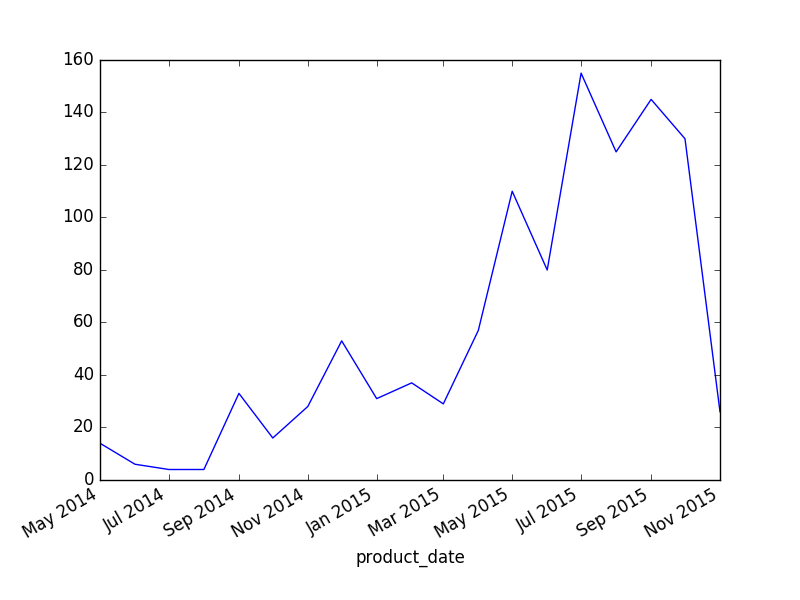 160
140
120
100
80
60
40
20
0
May 2014
Jul 2014
Sep 2014
Nov 2014
Jan 2015
Mar 2015
May 2015
Jul 2015
Sep 2015
Nov 2015
product_date